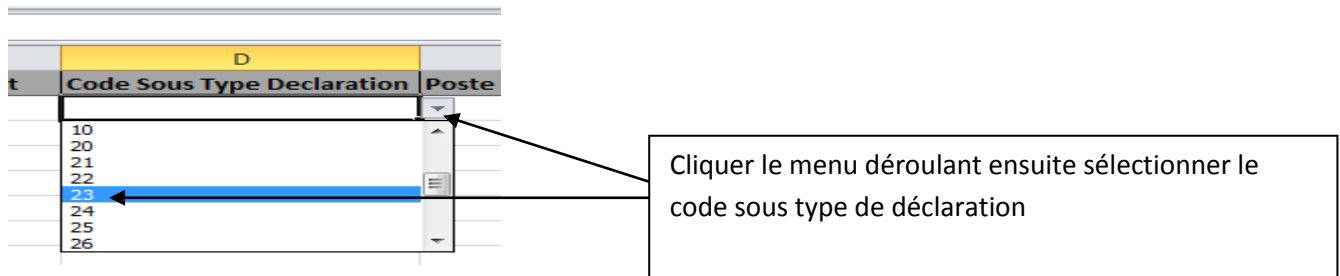 D
t Code Sous Type Declaration Poste
10
20
21
22
23
24
25
26
Cliquer le menu déroulant ensuite sélectionner le
code sous type de déclaration